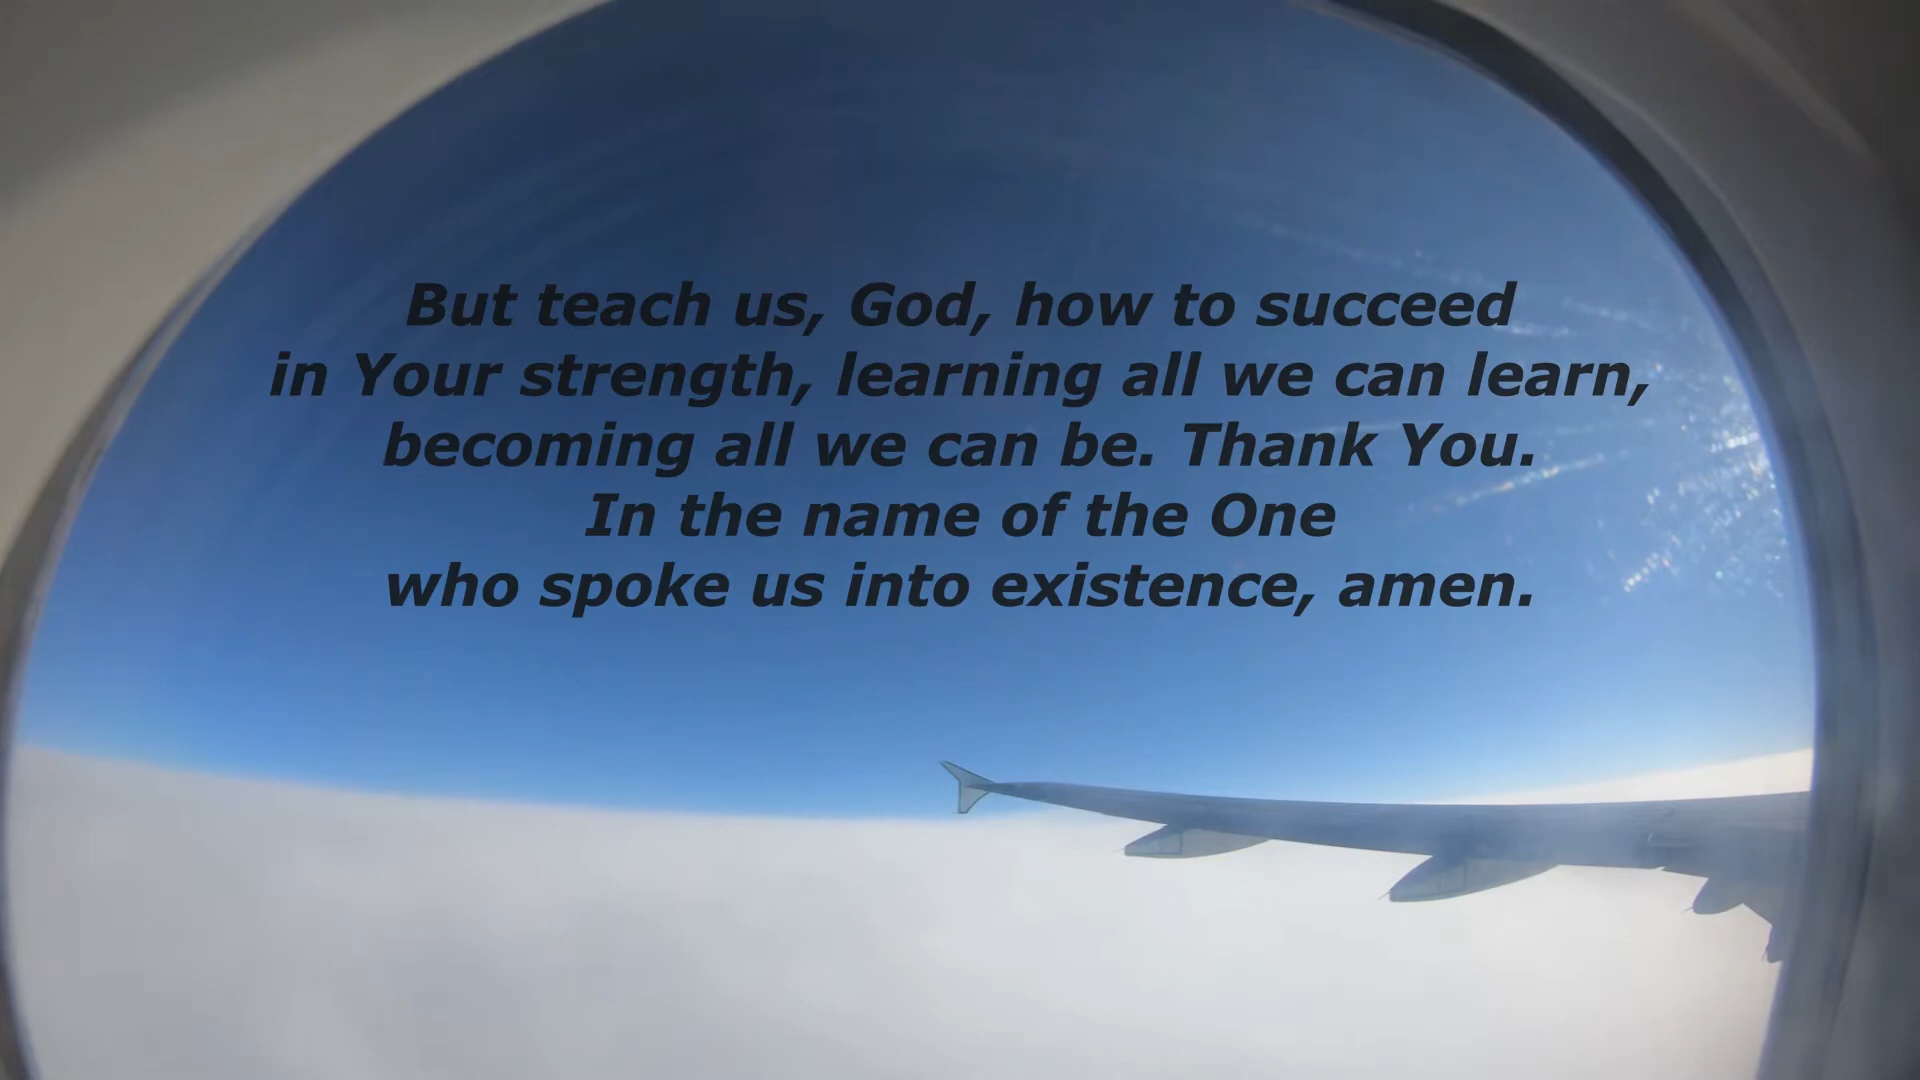 But teach us, God, how to succeed
in Your strength, learning all we can learn,
becoming all we can be. Thank You.
In the name of the One
who spoke us into existence, amen.